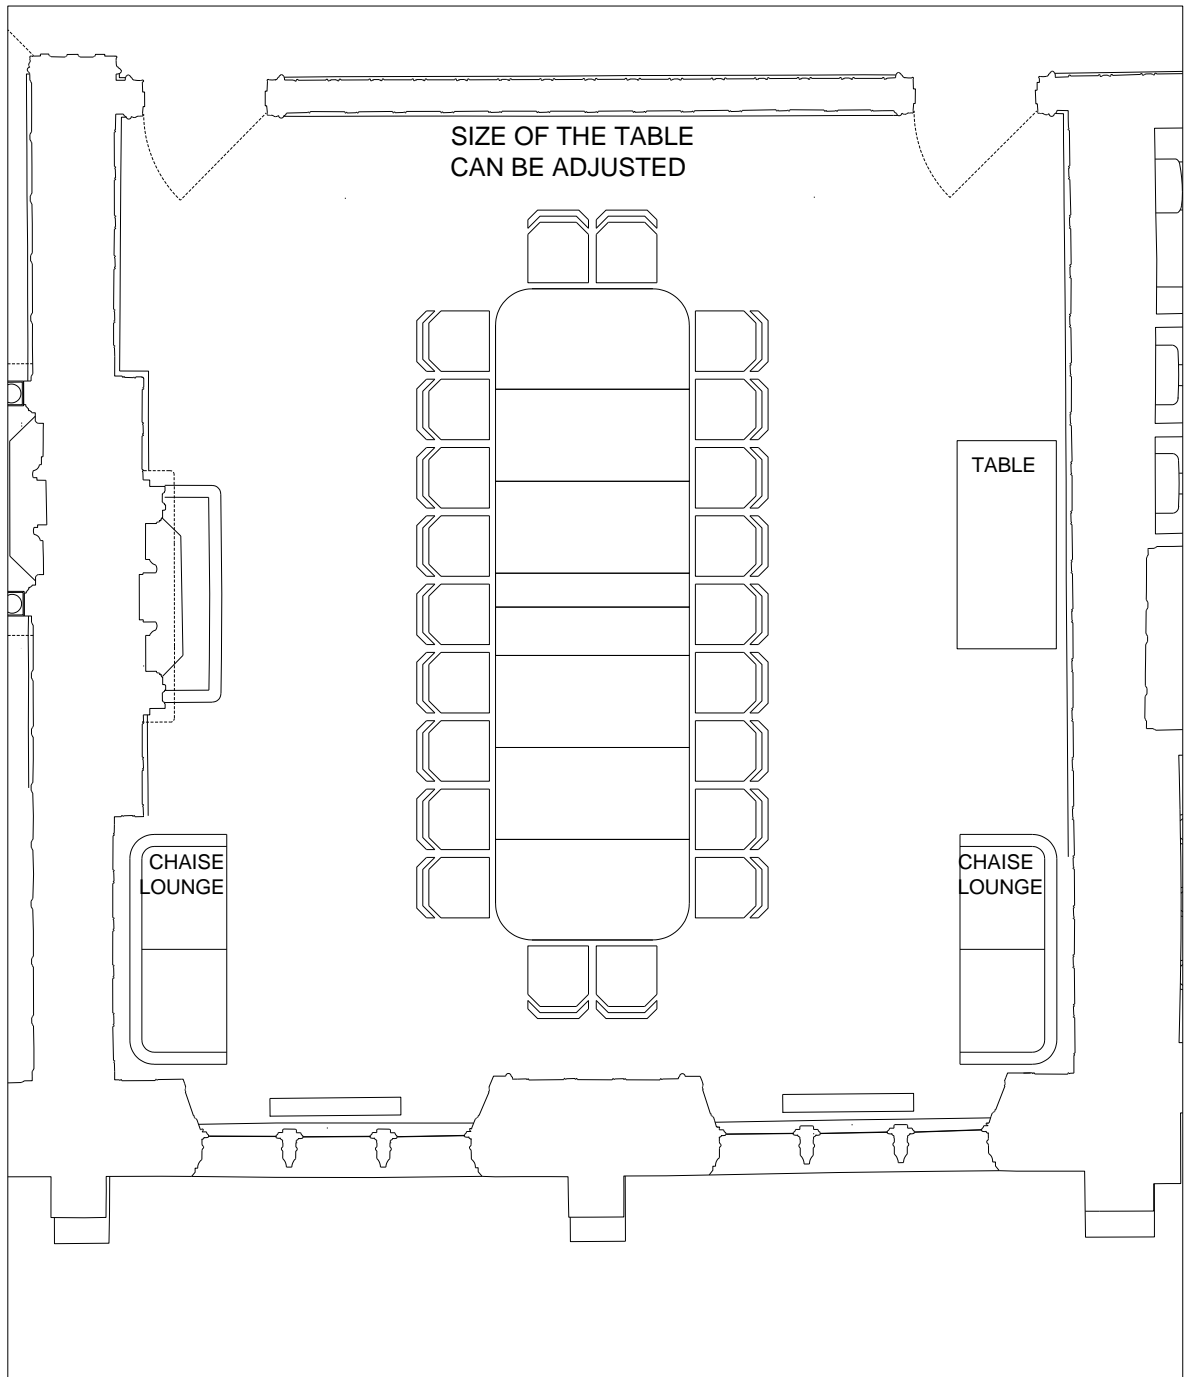 SIZE OF THE TABLE
CAN BE ADJUSTED
TABLE
CHAISE
LOUNGE
CHAISE
LOUNGE